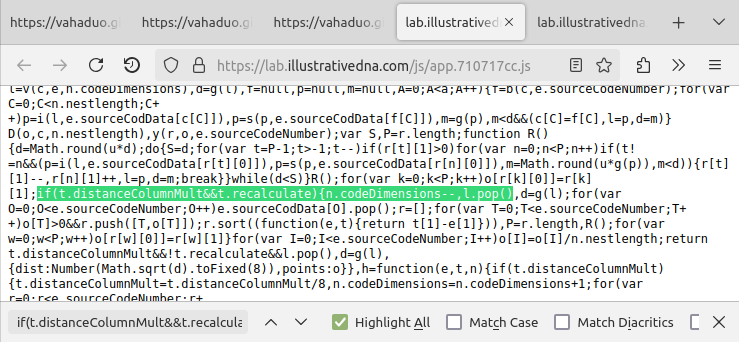 https://vahaduo.g
https://vahaduo.g
https://vahaduo.g
lab.illustrativedn
lab.illustrativedn
https://lab.illustrativedna.com/js/app.710717cc.js
l=v(c,e,n.codeDimensions),d=g(l),f=null,p=null,m=null,A=0;A<a;A++){f=b(c,e.sourceCodeNumber);for(var
C=0;C<n.nestlength;C+
+)p=i(l,e.sourceCodData[c[C]]),p=s(p,e.sourceCodData[f[C]]),m=g(p),m<d&&(c[C]=f[C],l=p,d=m)}
D(o,c,n.nestlength),y(r,o,e.sourceCodeNumber);var S,P=r.length;function R()
{d=Math.round(u*d);do{S=d;for(var t=P-1;t>-1;t--)if(r[t][1]>0)for(var n=0;n<P;n++)if(t!
=n&&(p=i(l,e.sourceCodData[r[t][0]]),p=s(p,e.sourceCodData[r[n][0]]),m=Math.round(u*g(p)),m<d)){r[t]
[1]--,r[n][1]++,l=p,d=m;break}}while(d<S)}R();for(var k=0;k<P;k++)o[r[k][0]]=r[k]
[1];if(t.distanceColumnMult&&t.recalculate){n.codeDimensions--,l.pop(),d=g(l);for(var
O=0;O<e.sourceCodeNumber;O++)e.sourceCodData[O].pop();r=[];for(var T=0;T<e.sourceCodeNumber;T+
+)o[T]>0&&r.push([T,o[T]]);r.sort((function(e,t){return t[1]-e[1]})),P=r.length,R();for(var
w=0;w<P;w++)o[r[w][0]]=r[w][1]}for(var I=0;I<e.sourceCodeNumber;I++)o[I]=o[I]/n.nestlength;return
t.distanceColumnMult&&!t.recalculate&&l.pop(),d=g(l),
{dist:Number(Math.sqrt(d).toFixed(8)),points:o}},h=function(e,t,n){if(t.distanceColumnMult)
{t.distanceColumnMult=t.distanceColumnMult/8,n.codeDimensions=n.codeDimensions+1;for(var
r=0;r<e.sourceCodeNumber;r+
if(t.distanceColumnMult&&t.recalcula
Highlight All
Match Case
Match Diacritics